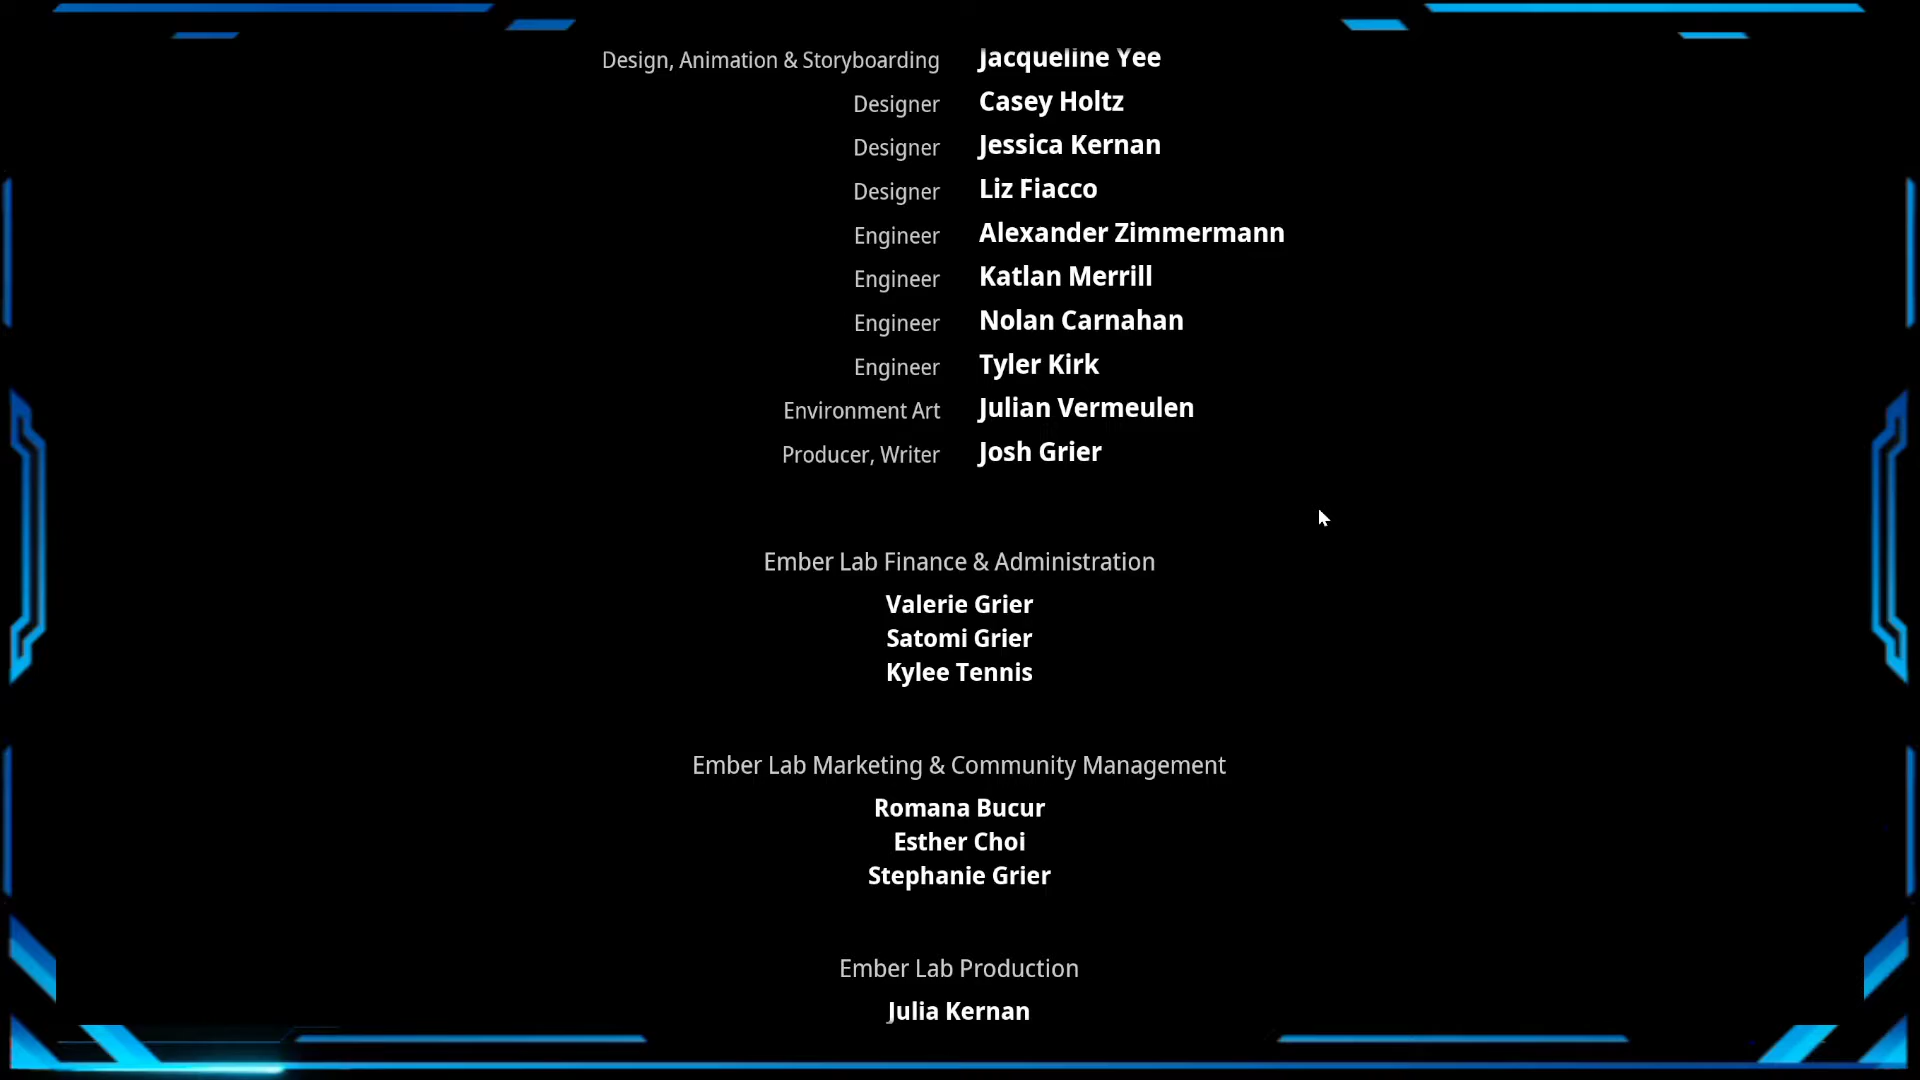 Design, Animation & Storyboarding Jacqueline Yee
Designer Casey Holtz
Designer Jessica Kernan
Designer Liz Fiacco
Engineer Alexander Zimmermann
Engineer Katlan Merrill
Engineer Nolan Carnahan
Engineer Tyler Kirk
Environment Art Julian Vermeulen
Producer, Writer Josh Grier
Ember Lab Finance & Administration
Valerie Grier
Satomi Grier
Kylee Tennis
Ember Lab Marketing & Community Management
Romana Bucur
Esther Choi
Stephanie Grier
Ember Lab Production
Julia Kernan